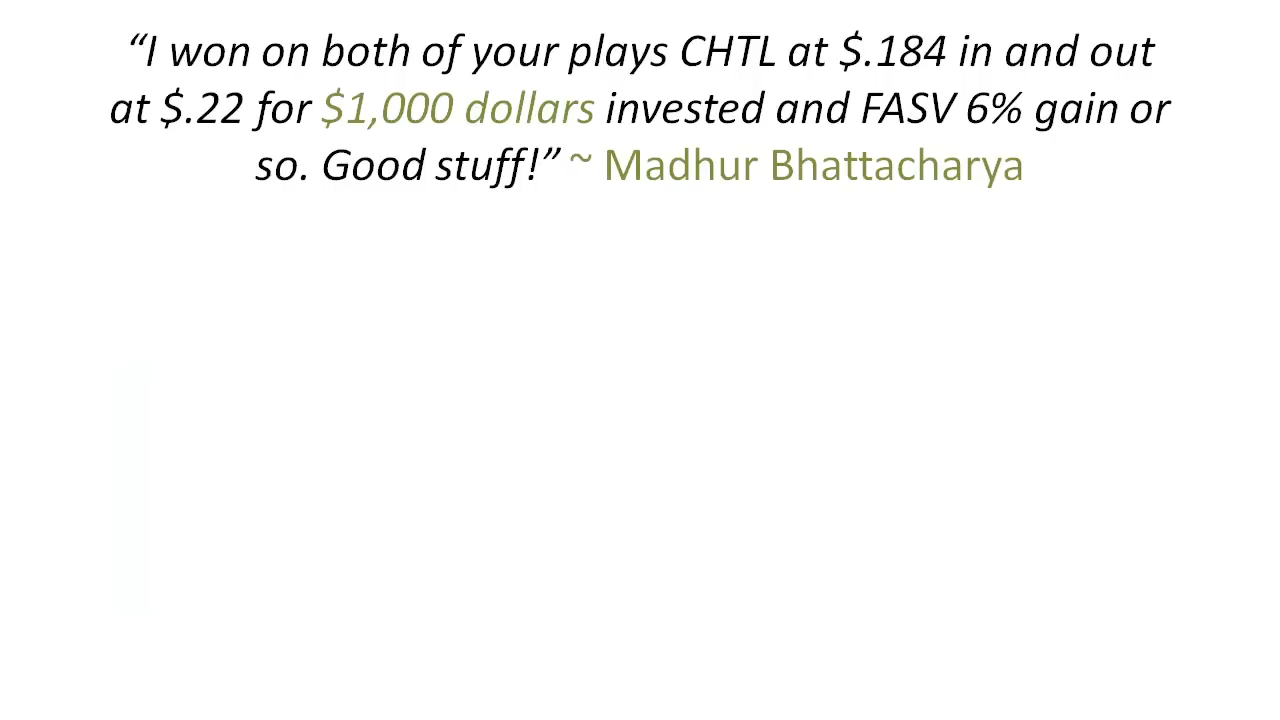 “I won on both of your plays CHTL at $.184 in and out
at $.22 for $1,000 dollars invested and FASV 6% gain or
so. Good stuff!” ~ Madhur Bhattacharya